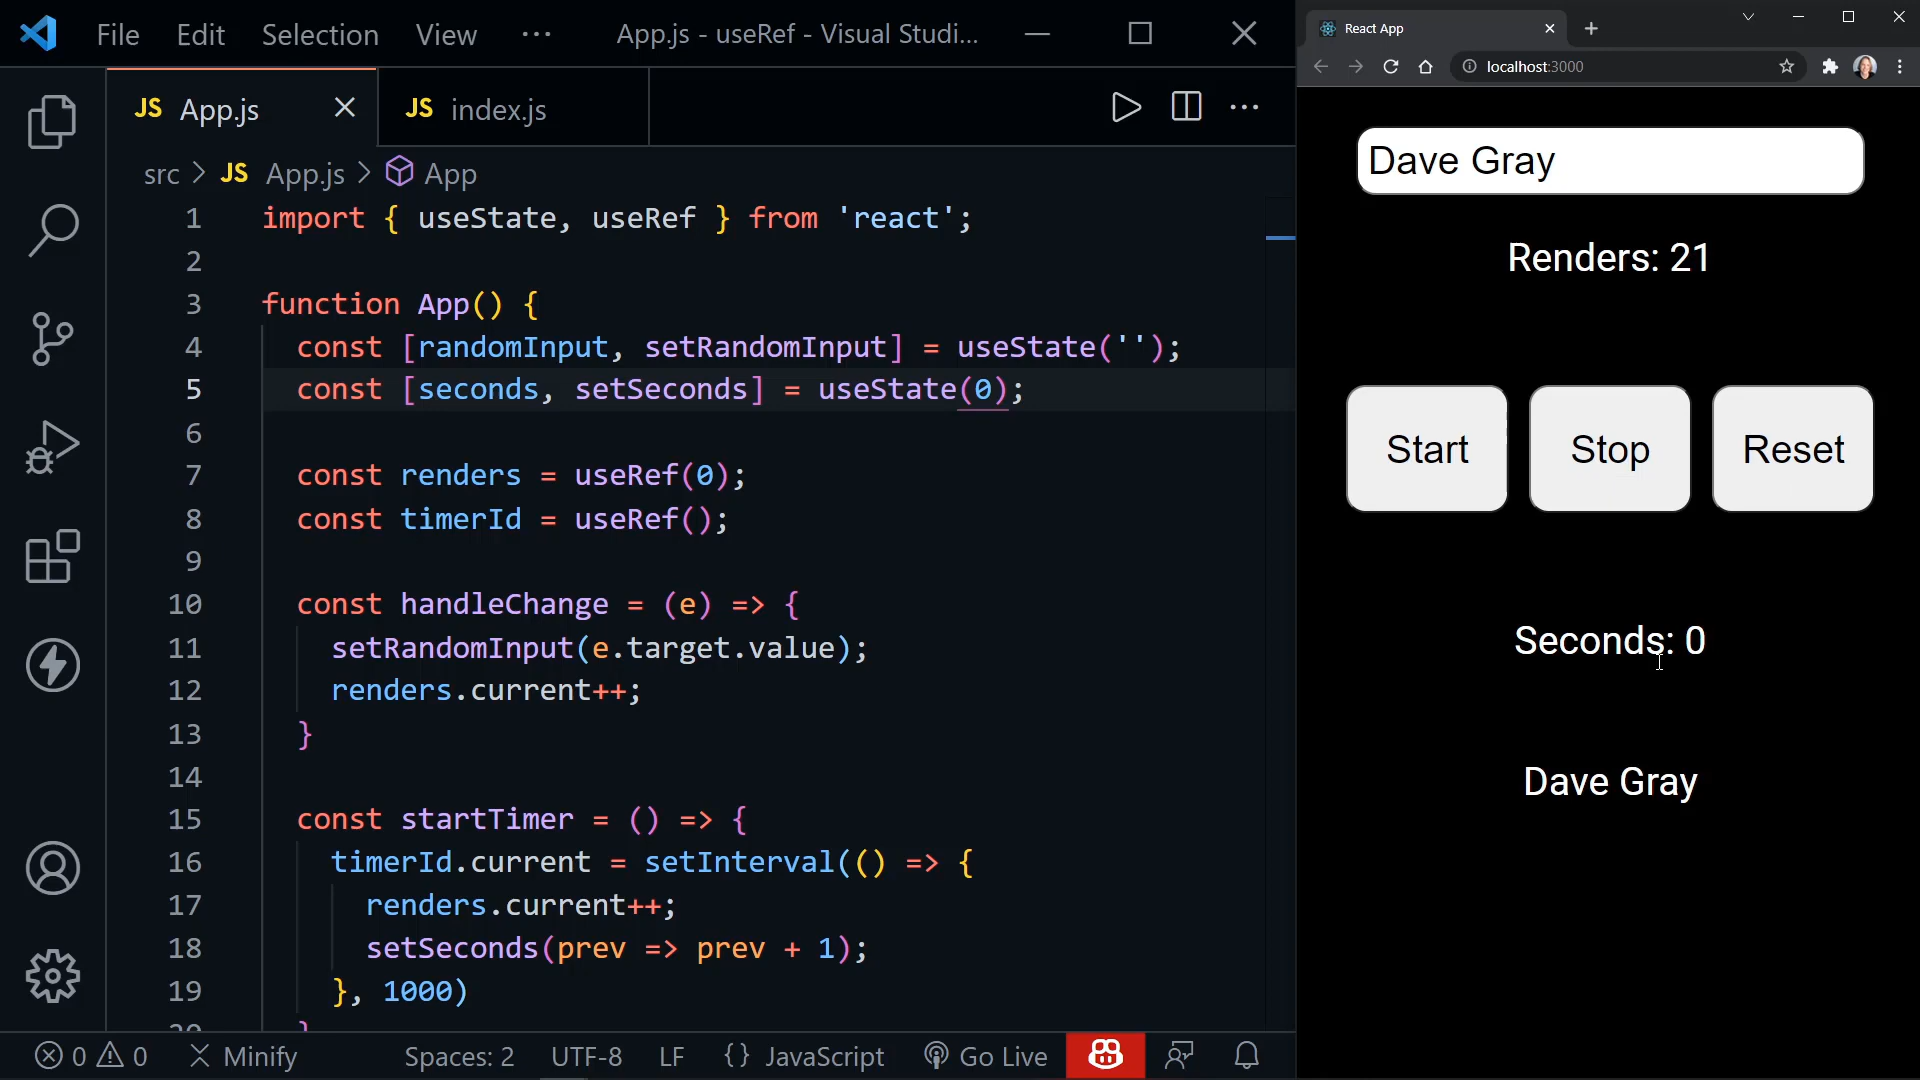 File Edit Selection View ··· App.js - useRef - Visual Studi...
JS App.js JS index.js
src > JS App.js > App
1 import { useState, useRef } from 'react';
2
3 function App() {
4 const [randomInput, setRandomInput] = useState('');
5 const [seconds, setSeconds] = useState(0);
6
7 const renders = useRef(0);
8 const timerId = useRef();
9
10 const handleChange = (e) => {
11 setRandomInput(e.target.value);
12 renders.current++;
13 }
14
15 const startTimer = () => {
16 timerId.current = setInterval(() => {
17 renders.current++;
18 setSeconds(prev => prev + 1);
19 }, 1000)
20 }
0 0 Minify Spaces: 2 UTF-8 LF {} JavaScript Go Live
React App
localhost:3000
Dave Gray
Renders: 21
Start Stop Reset
Seconds: 0
Dave Gray